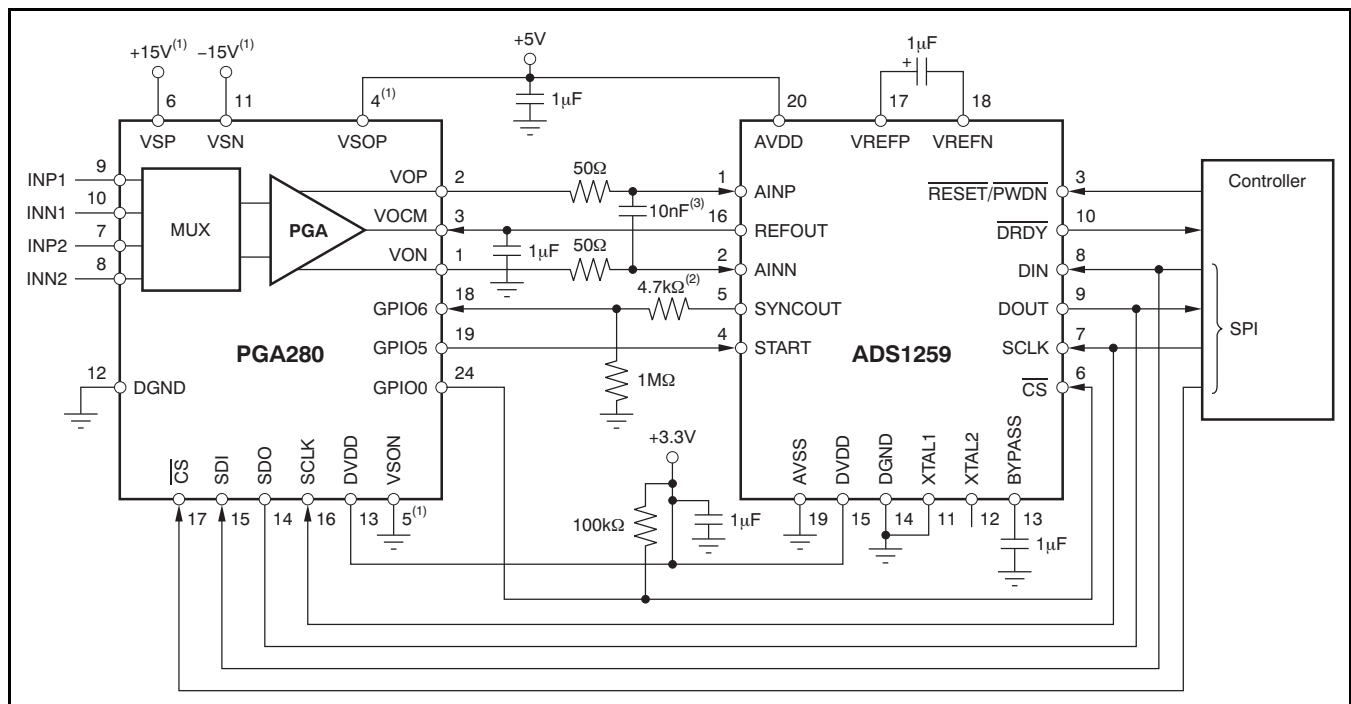 +15V(1)
−15V(1)
+5V
1μF
+
6
11
4(1)
1μF
20
17
18
VSP
VSN
VSOP
AVDD
VREFP
VREFN
INP1
9
INN1
10
INP2
7
INN2
8
MUX
PGA
VOP
2
50Ω
1
AINP
VOCM
3
10nF(3)
16
REFOUT
1μF
VON
1
50Ω
2
AINN
GPIO6
18
4.7kΩ(2)
5
SYNCOUT
GPIO5
19
4
START
GPIO0
24
1MΩ
PGA280
ADS1259
12
DGND
RESET/PWDN
3
DRDY
10
DIN
8
DOUT
9
SCLK
7
CS
6
Controller
SPI
+3.3V
100kΩ
1μF
CS
SDI
SDO
SCLK
DVDD
VSON
17
15
14
16
13
5(1)
AVSS
DVDD
DGND
XTAL1
XTAL2
BYPASS
19
15
14
11
12
13
1μF